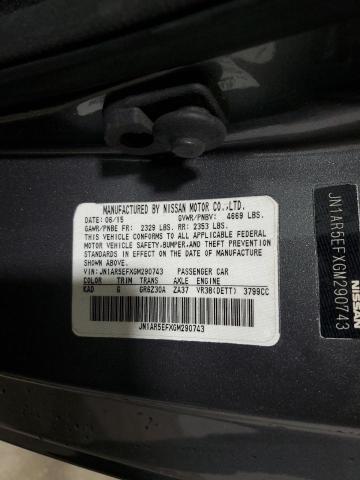 MANUFACTURED BY NISSAN MOTOR CO.,LTD.
DATE: 06/15 GVWR/PNBV: 4669 LBS.
GAWR/PNBE FR: 2329 LBS. RR: 2353 LBS.
THIS VEHICLE CONFORMS TO ALL APPLICABLE FEDERAL
MOTOR VEHICLE SAFETY,BUMPER,AND THEFT PREVENTION
STANDARDS IN EFFECT ON THE DATE OF MANUFACTURE
SHOWN ABOVE.
VIN: JN1AR5EFXGM290743 PASSENGER CAR
COLOR TRIM TRANS AXLE ENGINE
KAD G GR6Z30A ZA37 VR38(DETT) 3799CC
JN1AR5EFXGM290743
JN1AR5EFXGM290743
NISSAN